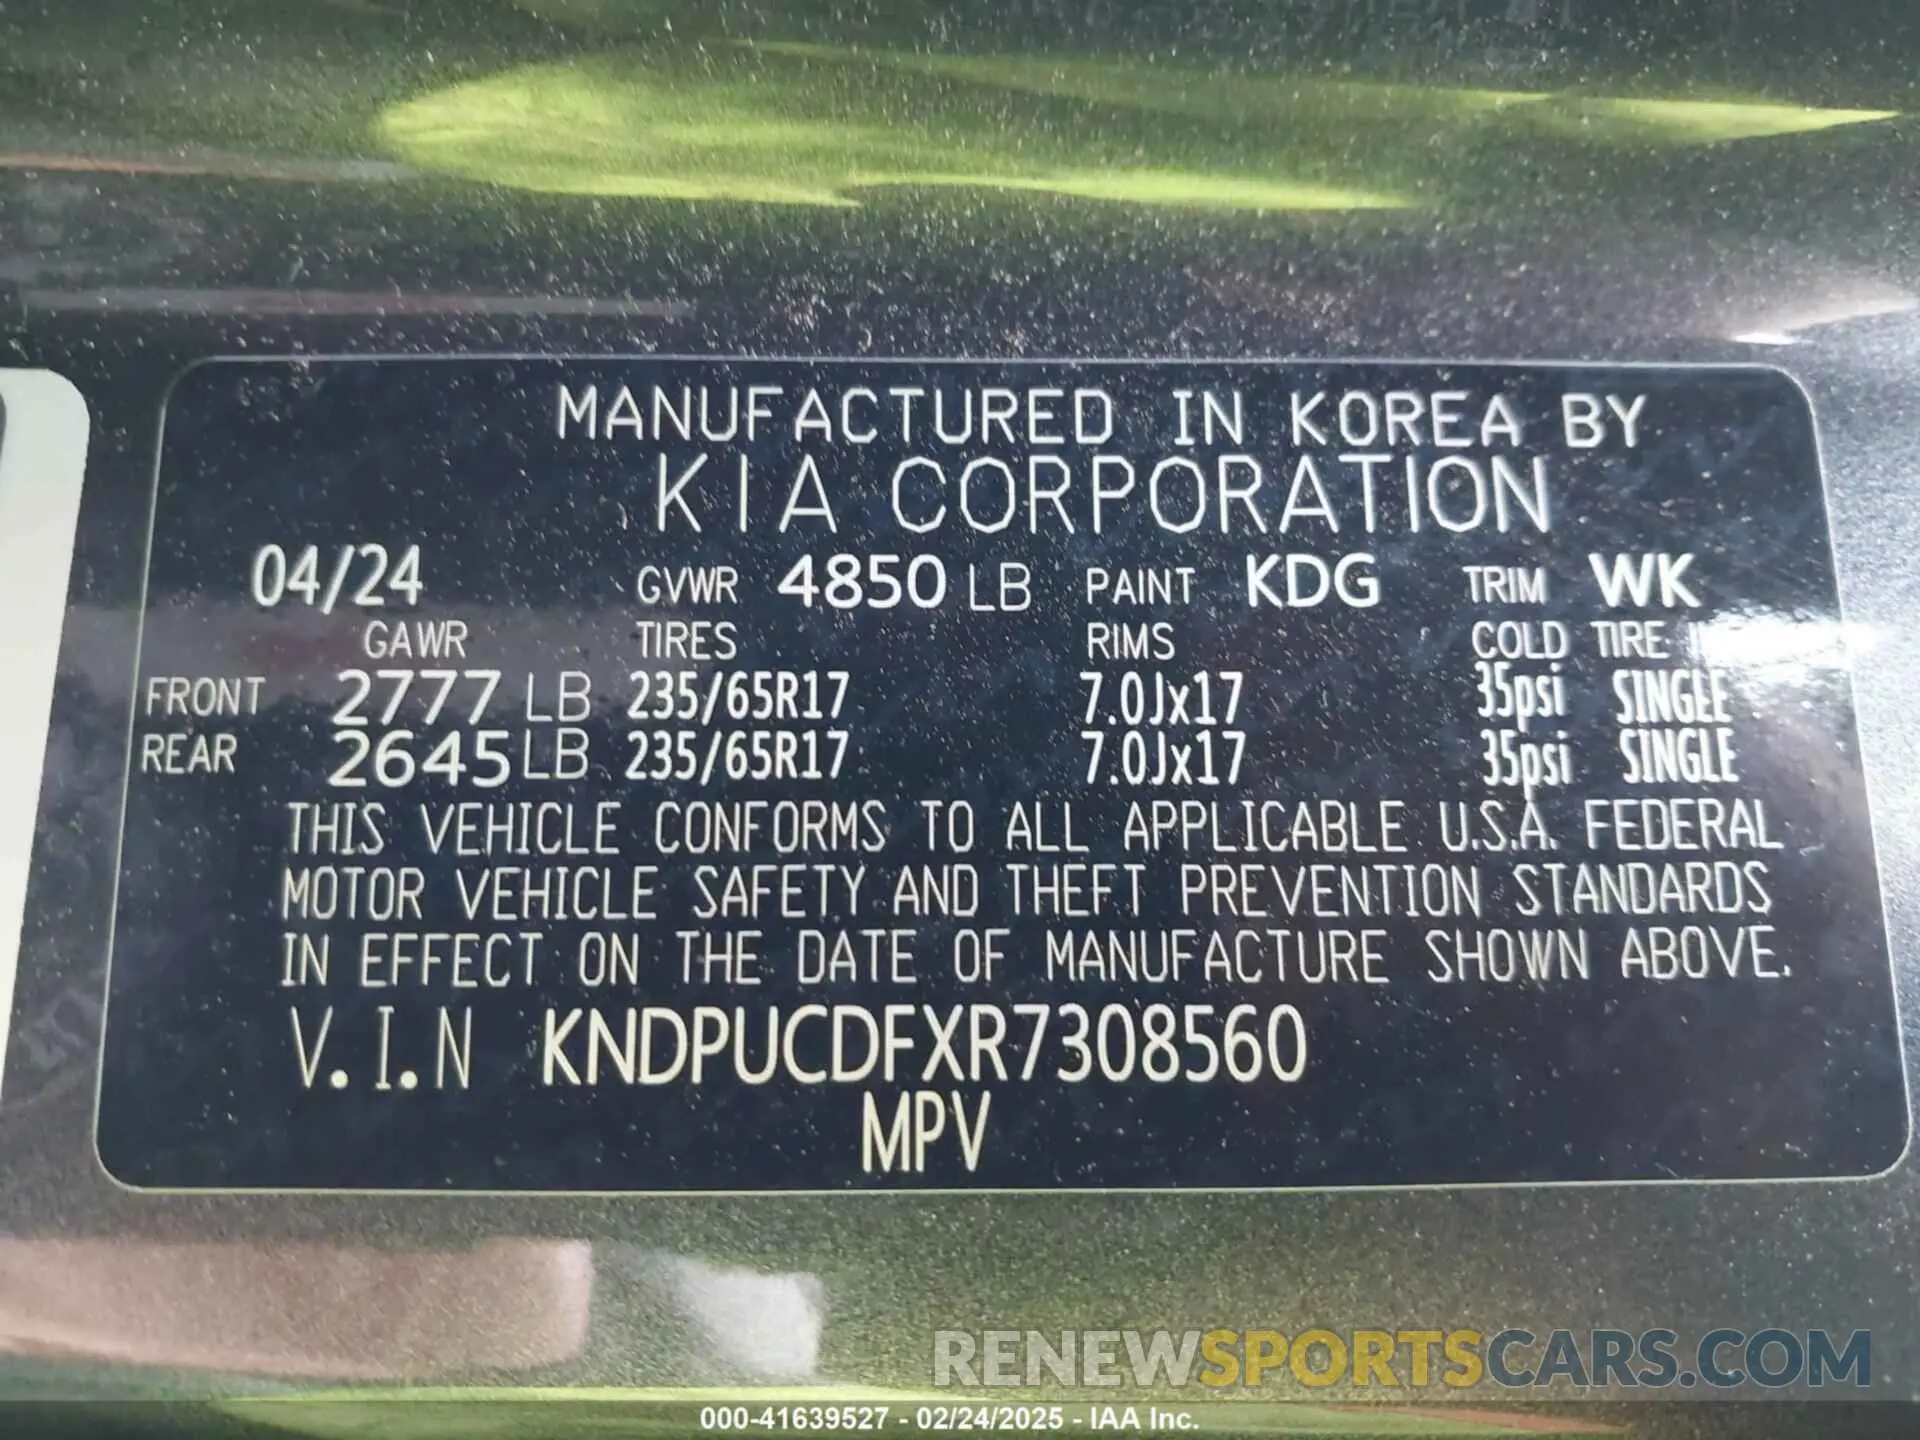 MANUFACTURED IN KOREA BY
KIA CORPORATION
04/24 GVWR 4850 LB PAINT KDG TRIM WK
GAWR TIRES RIMS COLD TIRE
FRONT 2777 LB 235/65R17 7.0Jx17 35psi SINGLE
REAR 2645 LB 235/65R17 7.0Jx17 35psi SINGLE
THIS VEHICLE CONFORMS TO ALL APPLICABLE U.S.A. FEDERAL
MOTOR VEHICLE SAFETY AND THEFT PREVENTION STANDARDS
IN EFFECT ON THE DATE OF MANUFACTURE SHOWN ABOVE.
V.I.N KNDPUCDFXR7308560
MPV
RENEWSPORTSCARS.COM
000-41639527 - 02/24/2025 - IAA Inc.